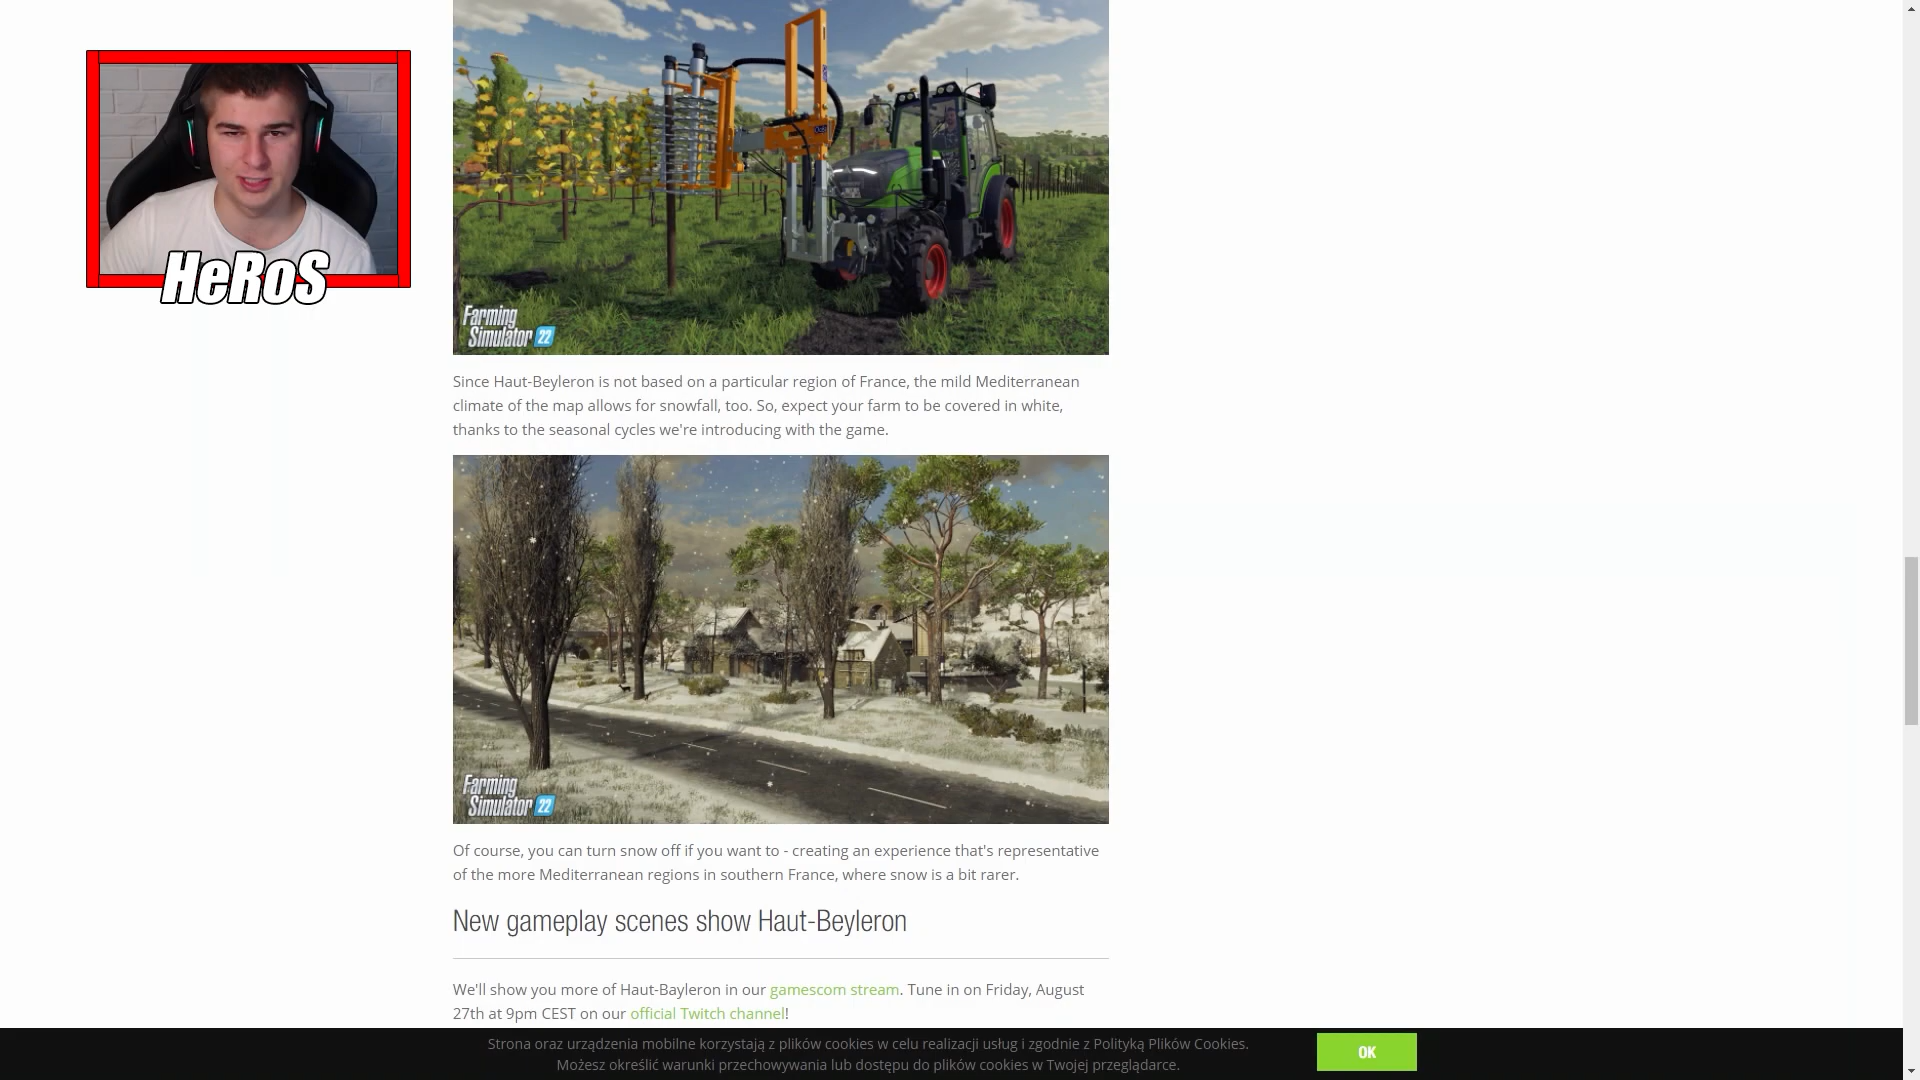 HeRoS
Farming
Simulator 22
Since Haut-Beyleron is not based on a particular region of France, the mild Mediterranean
climate of the map allows for snowfall, too. So, expect your farm to be covered in white,
thanks to the seasonal cycles we're introducing with the game.
Farming
Simulator 22
Of course, you can turn snow off if you want to - creating an experience that's representative
of the more Mediterranean regions in southern France, where snow is a bit rarer.
New gameplay scenes show Haut-Beyleron
We'll show you more of Haut-Bayleron in our gamescom stream. Tune in on Friday, August
27th at 9pm CEST on our official Twitch channel!
Strona oraz urządzenia mobilne korzystają z plików cookies w celu realizacji usług i zgodnie z Polityką Plików Cookies.
Możesz określić warunki przechowywania lub dostępu do plików cookies w Twojej przeglądarce.
OK